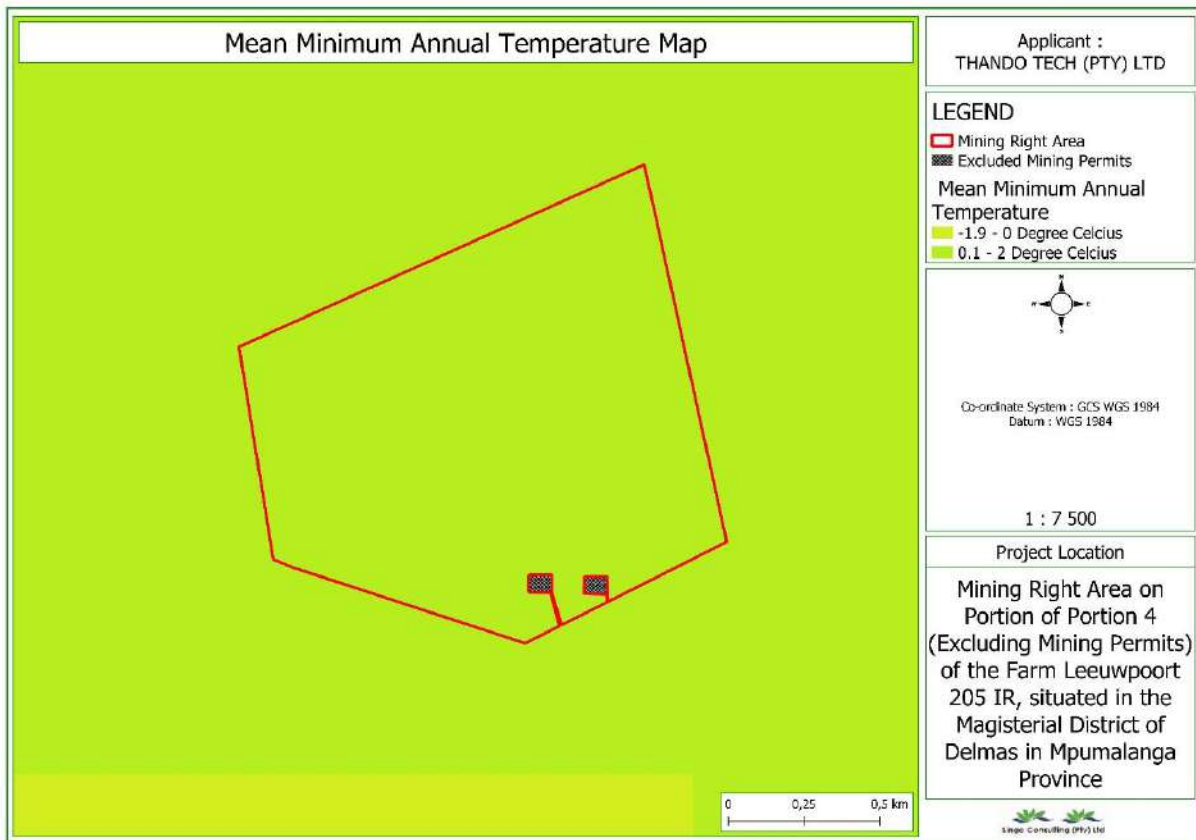 Mean Minimum Annual Temperature Map
Applicant :
THANDO TECH (PTY) LTD
LEGEND
Mining Right Area
Excluded Mining Permits
Mean Minimum Annual
Temperature
-1.9 - 0 Degree Celcius
0.1 - 2 Degree Celcius
N
W
E
S
Co-ordinate System : GCS WGS 1984
Datum : WGS 1984
1 : 7 500
Project Location
Mining Right Area on
Portion of Portion 4
(Excluding Mining Permits)
of the Farm Leeuwpoort
205 IR, situated in the
Magisterial District of
Delmas in Mpumalanga
Province
0 0,25 0,5 km
Singo Consulting (Pty) Ltd